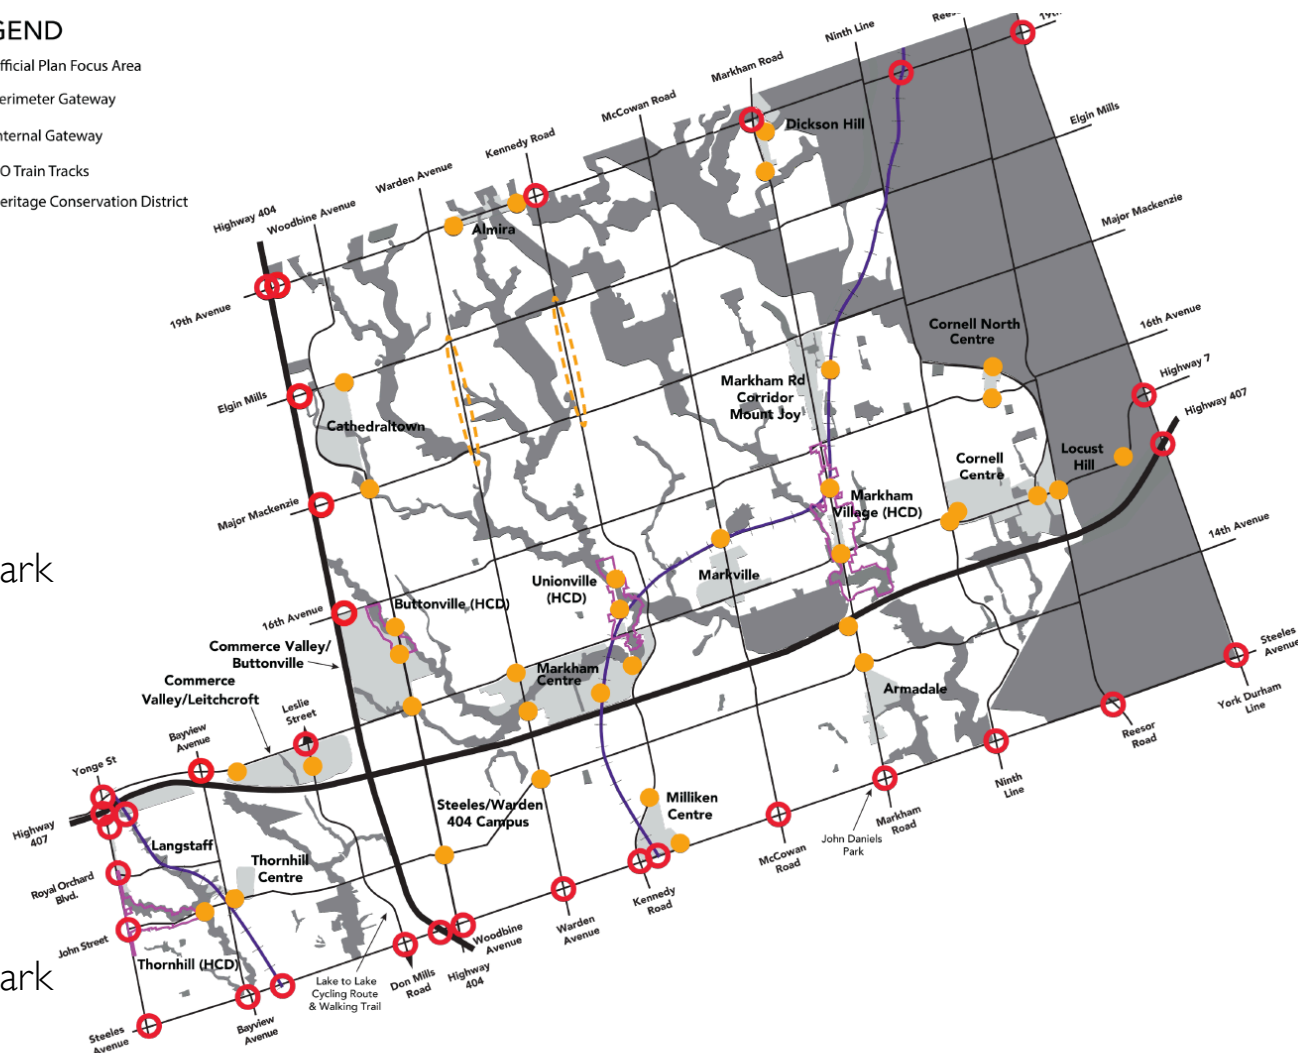 GEND
fficial Plan Focus Area
erimeter Gateway
nternal Gateway
O Train Tracks
eritage Conservation District
ark
ark
Highway 404
Woodbine Avenue
Warden Avenue
Kennedy Road
McCowan Road
Markham Road
Ninth Line
Elgin Mills
Major Mackenzie
16th Avenue
Highway 7
Highway 407
14th Avenue
Steeles
Avenue
York Durham
Line
Reesor
Road
Ninth
Line
Markham
Road
John Daniels
Park
McCowan
Road
Kennedy
Road
Warden
Avenue
Woodbine
Avenue
Highway
404
Don Mills
Road
Lake to Lake
Cycling Route
& Walking Trail
Bayview
Avenue
Steeles
Avenue
John Street
Royal Orchard
Blvd.
Highway
407
Yonge St
Bayview
Avenue
Leslie
Street
Commerce
Valley/Leitchcroft
Commerce Valley/
Buttonville
16th Avenue
Major Mackenzie
Elgin Mills
19th Avenue
Dickson Hill
Almira
Cathedraltown
Cornell North
Centre
Markham Rd
Corridor
Mount Joy
Cornell
Centre
Locust
Hill
Markham
Village (HCD)
Markville
Unionville
(HCD)
Buttonville (HCD)
Markham
Centre
Armadale
Steeles/Warden
404 Campus
Milliken
Centre
Langstaff
Thornhill
Centre
Thornhill (HCD)